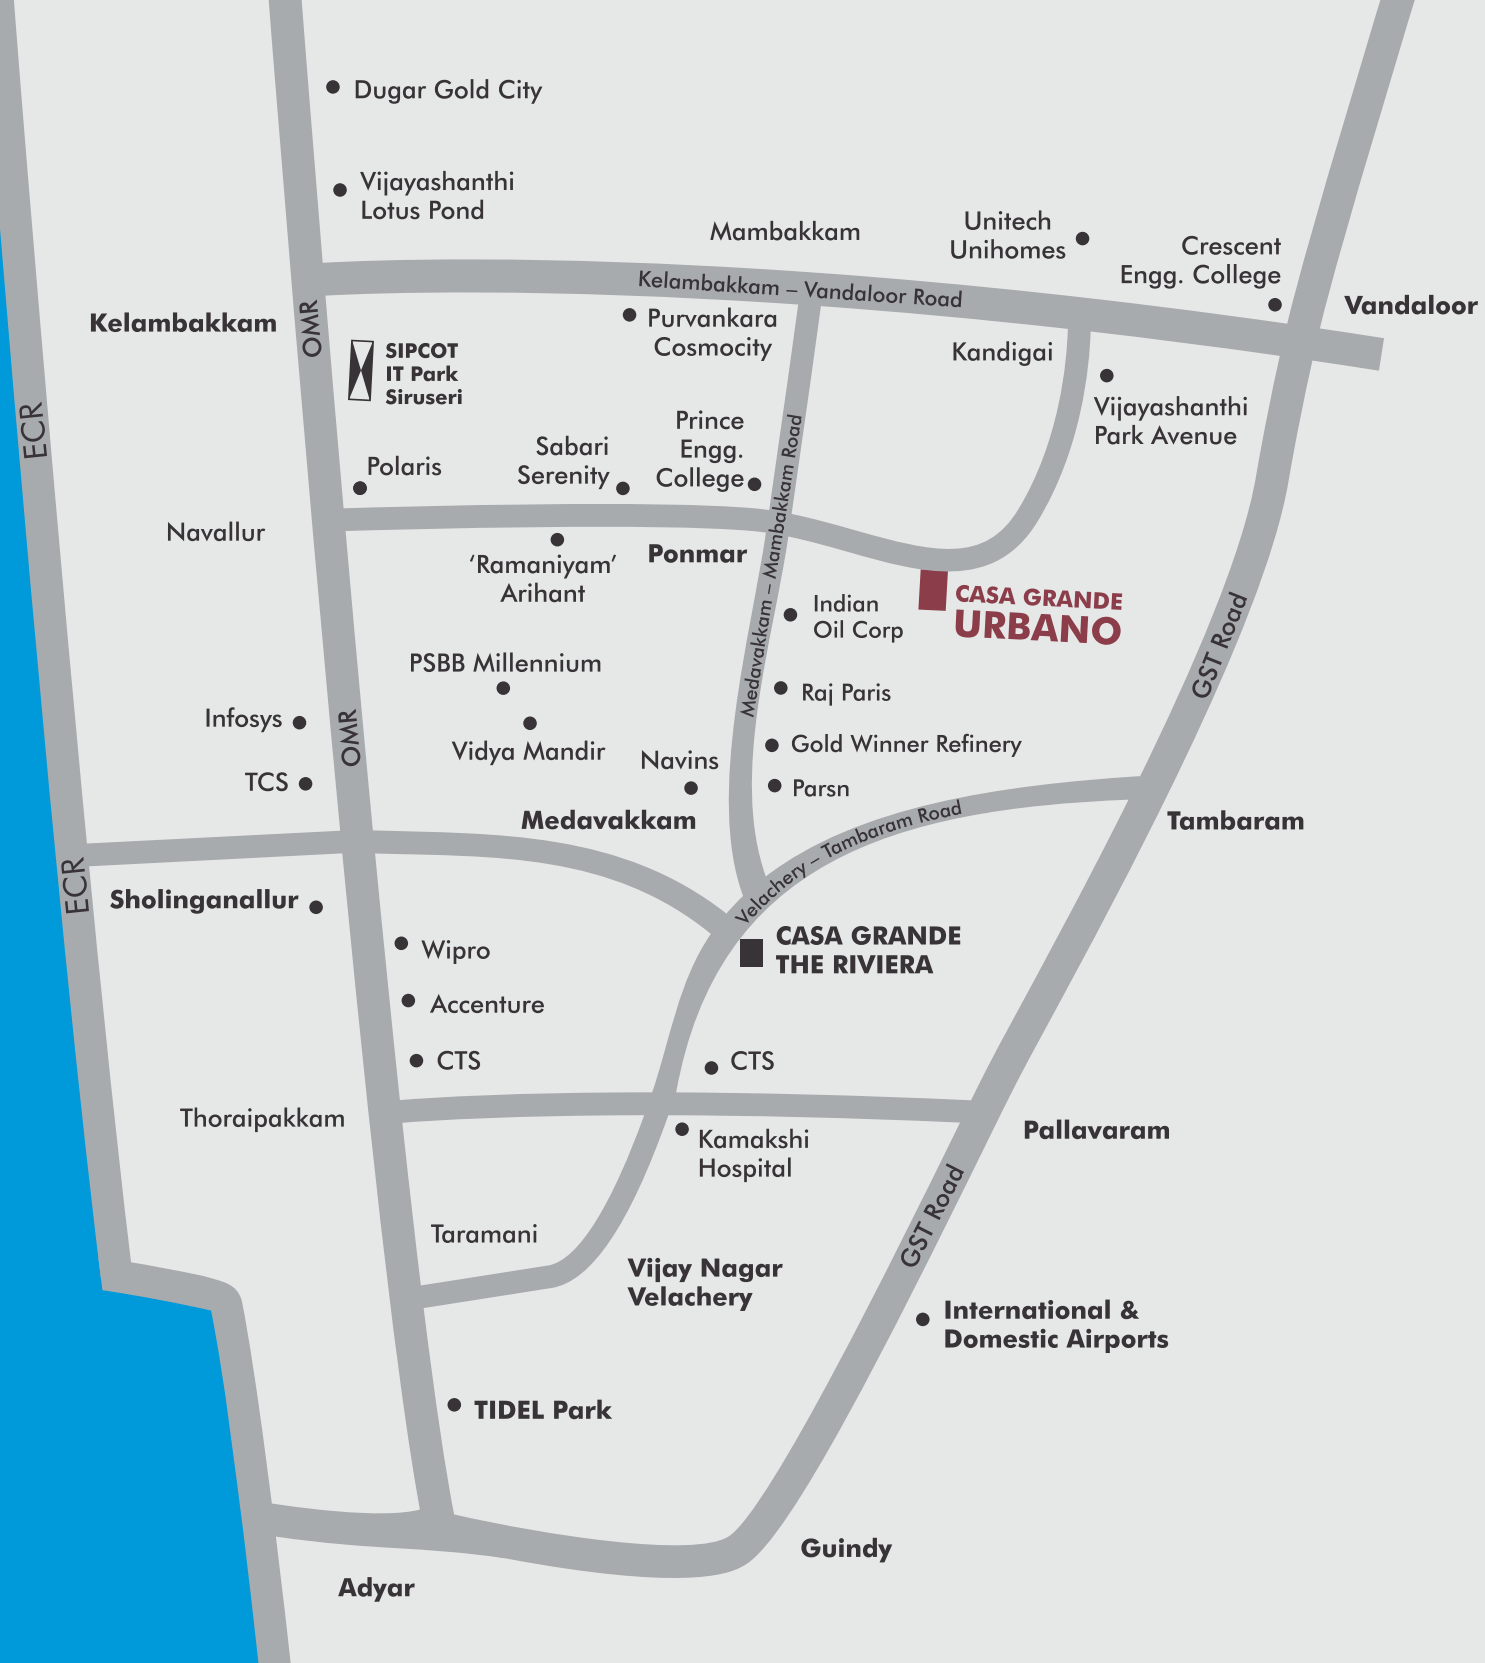 Dugar Gold City
Vijayashanthi
Lotus Pond
Mambakkam
Unitech
Unihomes
Crescent
Engg. College
Kelambakkam – Vandaloor Road
Vandaloor
Kelambakkam
OMR
Purvankara
Cosmocity
Kandigai
SIPCOT
IT Park
Siruseri
Vijayashanthi
Park Avenue
ECR
Prince
Engg.
College
Sabari
Serenity
Polaris
Medavakkam – Mambakkam Road
Navallur
Ponmar
‘Ramaniyam’
Arihant
CASA GRANDE
URBANO
Indian
Oil Corp
GST Road
PSBB Millennium
Raj Paris
Infosys
OMR
Vidya Mandir
Navins
Gold Winner Refinery
TCS
Parsn
Medavakkam
Velachery – Tambaram Road
Tambaram
ECR
Sholinganallur
Wipro
CASA GRANDE
THE RIVIERA
Accenture
CTS
CTS
Thoraipakkam
Pallavaram
Kamakshi
Hospital
GST Road
Taramani
Vijay Nagar
Velachery
International &
Domestic Airports
TIDEL Park
Guindy
Adyar